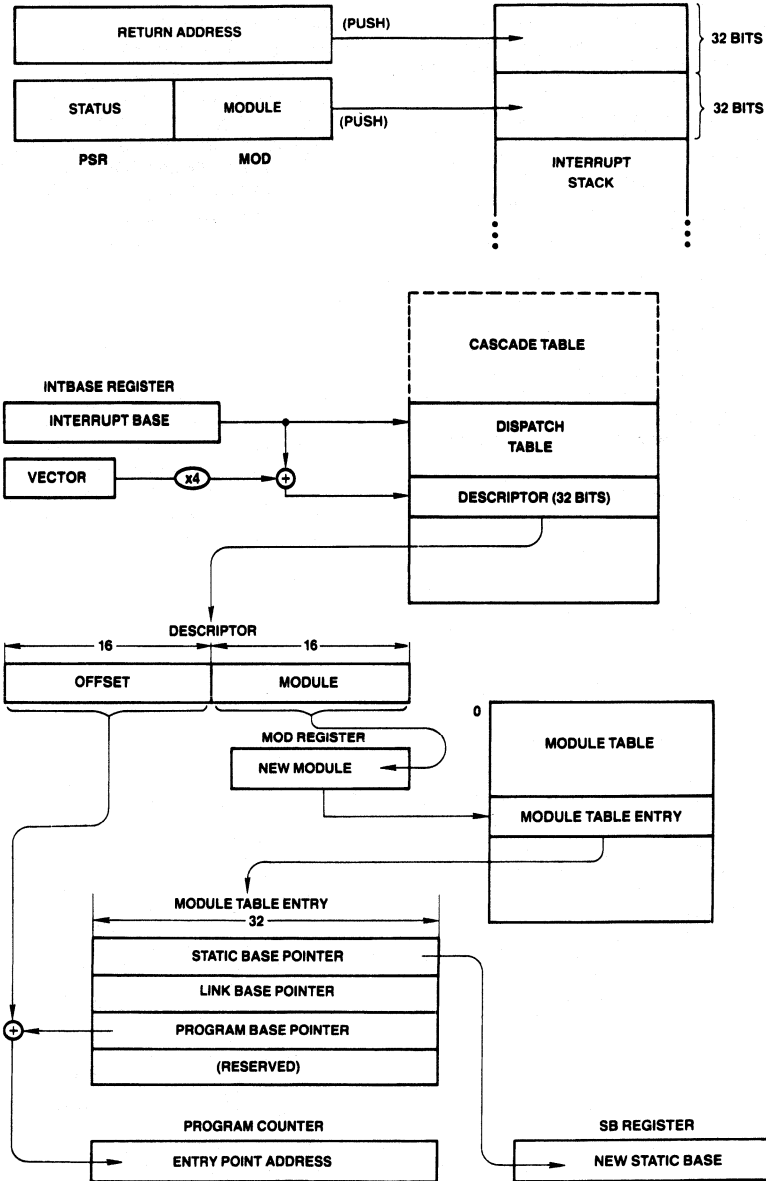 RETURN ADDRESS
(PUSH)
32 BITS
STATUS
MODULE
(PUSH)
32 BITS
PSR
MOD
INTERRUPT
STACK
CASCADE TABLE
INTBASE REGISTER
INTERRUPT BASE
DISPATCH
TABLE
VECTOR
x4
+
DESCRIPTOR (32 BITS)
DESCRIPTOR
16
16
OFFSET
MODULE
0
MODULE TABLE
MOD REGISTER
NEW MODULE
MODULE TABLE ENTRY
MODULE TABLE ENTRY
32
STATIC BASE POINTER
LINK BASE POINTER
+
PROGRAM BASE POINTER
(RESERVED)
PROGRAM COUNTER
SB REGISTER
ENTRY POINT ADDRESS
NEW STATIC BASE